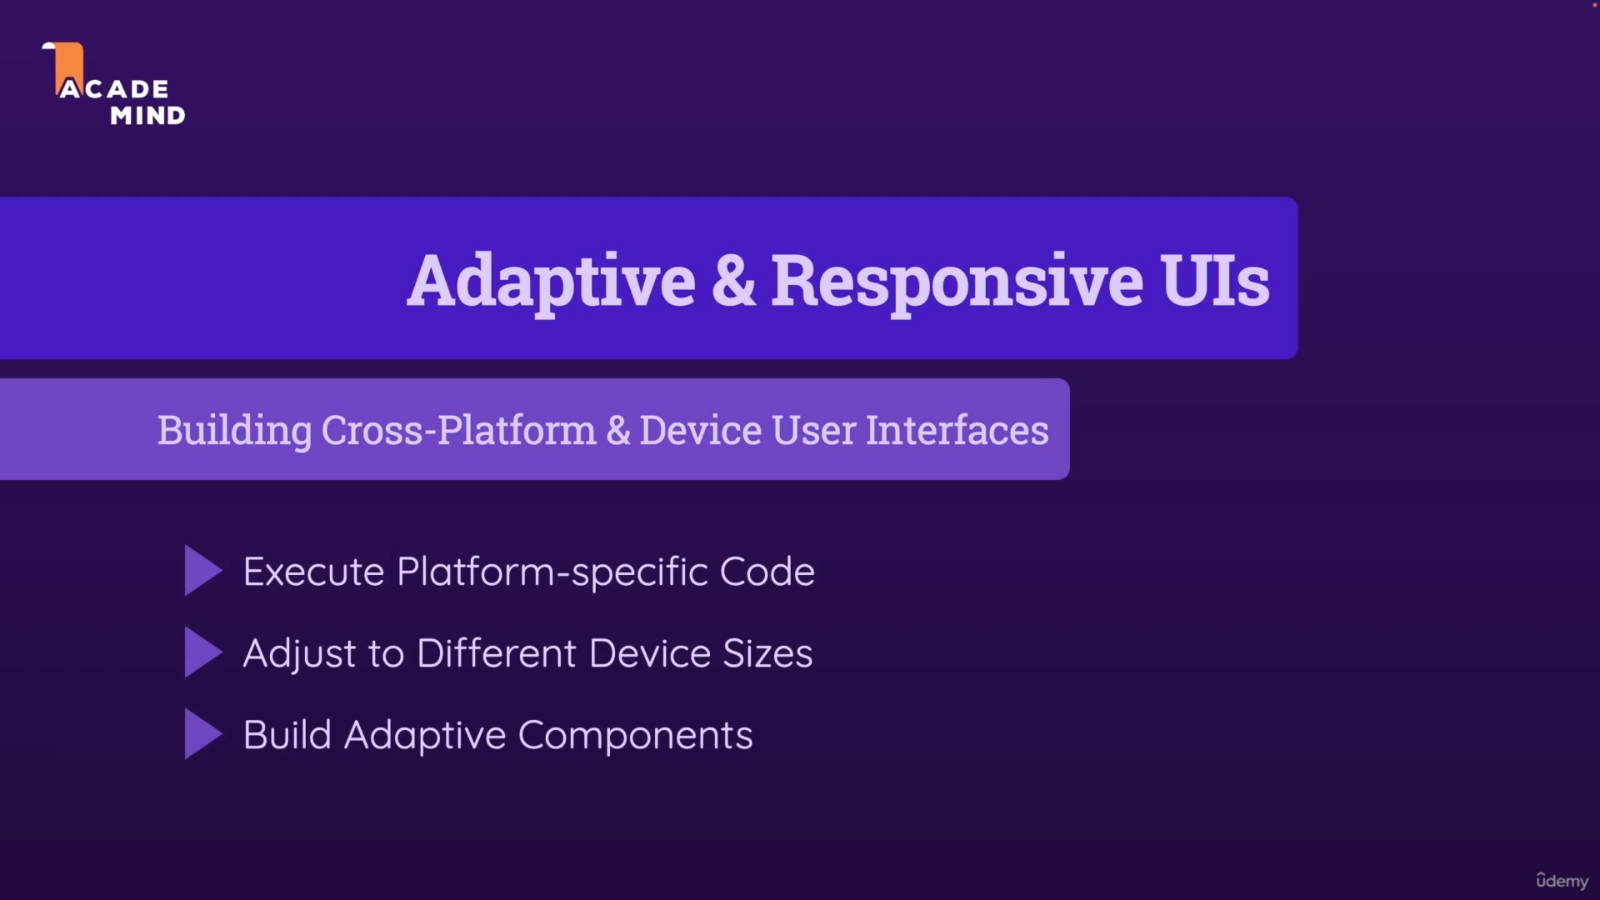 ACADE
MIND
Adaptive & Responsive UIs
Building Cross-Platform & Device User Interfaces
Execute Platform-specific Code
Adjust to Different Device Sizes
Build Adaptive Components
ûdemy